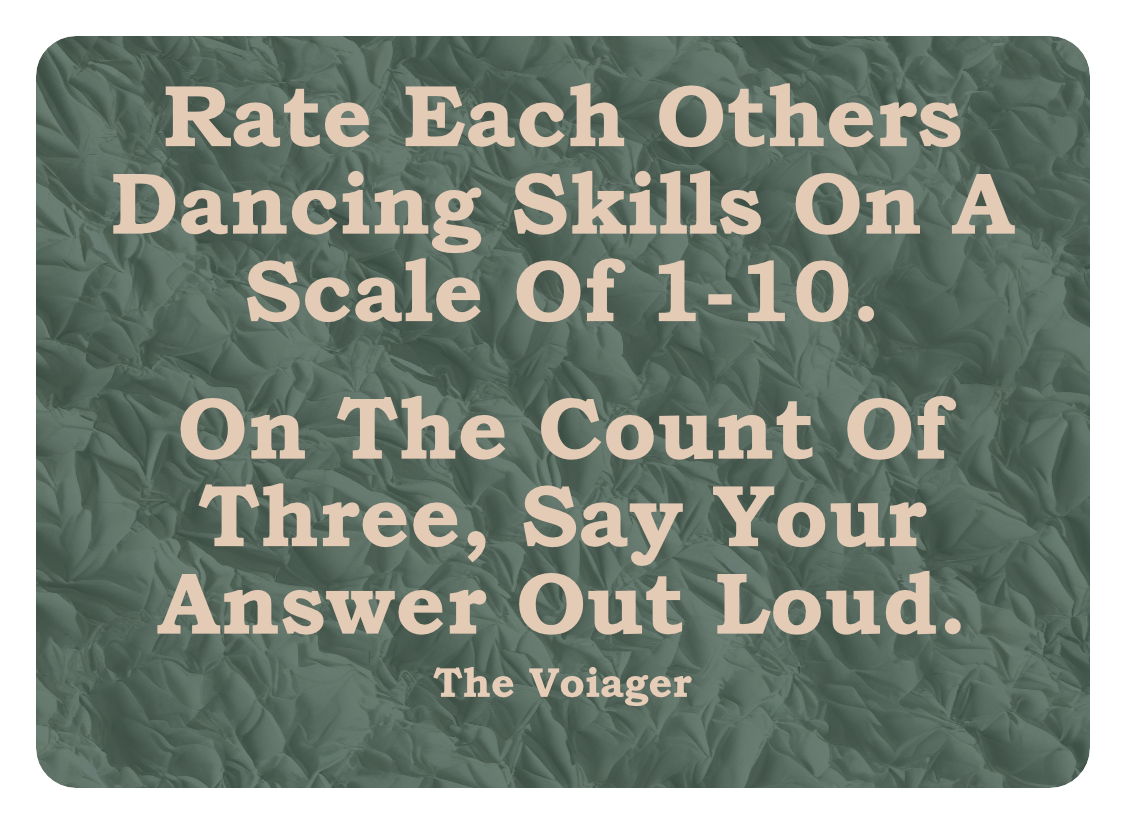 Rate Each Others
Dancing Skills On A
Scale Of 1-10.
On The Count Of
Three, Say Your
Answer Out Loud.
The Voiager